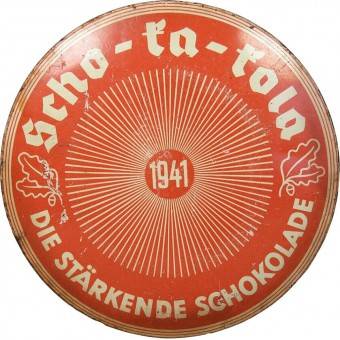 Scho-ka-kola
1941
DIE STÄRKENDE SCHOKOLADE